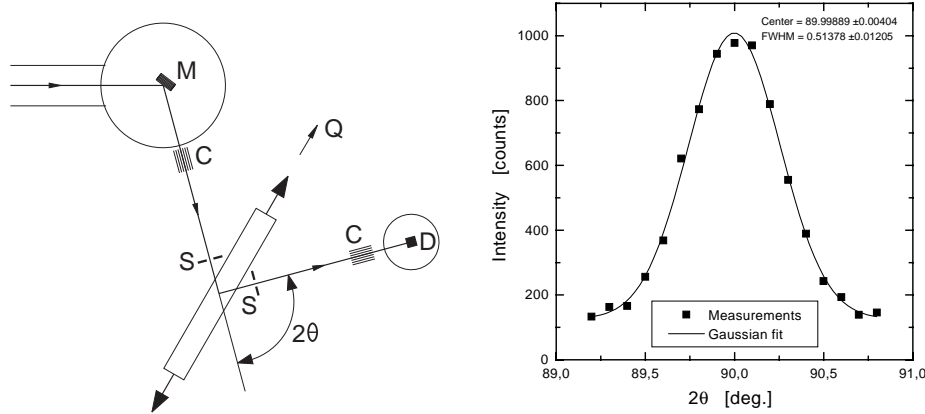 M
Q
C
C
D
S
S
2θ
Center = 89.99889 ±0.00404
FWHM = 0.51378 ±0.01205
1000
800
600
400
200
0
Intensity [counts]
Measurements
Gaussian fit
89,0 89,5 90,0 90,5 91,0
2θ [deg.]